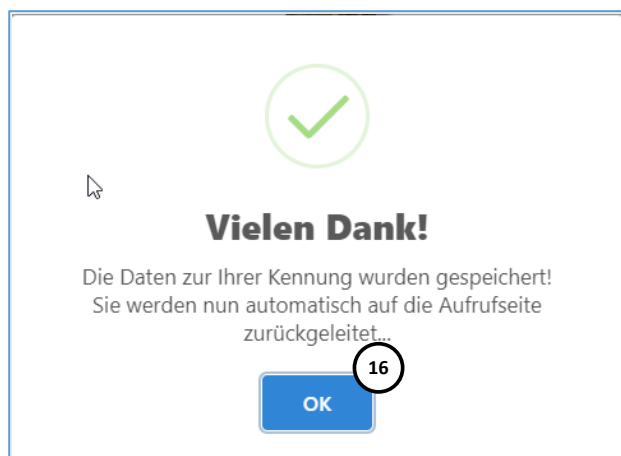 Vielen Dank!
Die Daten zur Ihrer Kennung wurden gespeichert!
Sie werden nun automatisch auf die Aufrufseite
zurückgeleitet...
16
OK